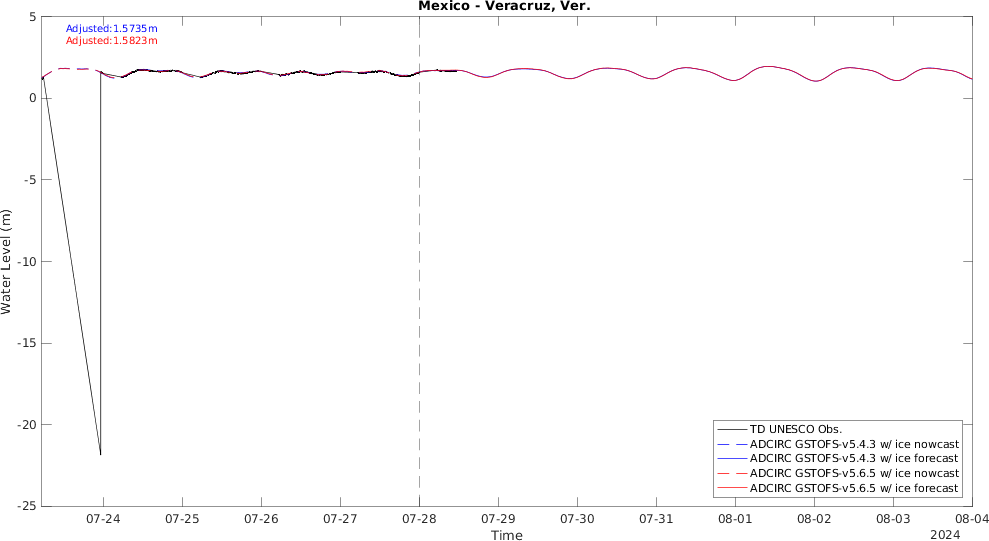 Mexico - Veracruz, Ver.
Adjusted:1.5735m
Adjusted:1.5823m
5
0
-5
-10
-15
-20
-25
Water Level (m)
TD UNESCO Obs.
ADCIRC GSTOFS-v5.4.3 w/ ice nowcast
ADCIRC GSTOFS-v5.4.3 w/ ice forecast
ADCIRC GSTOFS-v5.6.5 w/ ice nowcast
ADCIRC GSTOFS-v5.6.5 w/ ice forecast
07-24 07-25 07-26 07-27 07-28 07-29 07-30 07-31 08-01 08-02 08-03 08-04
Time
2024